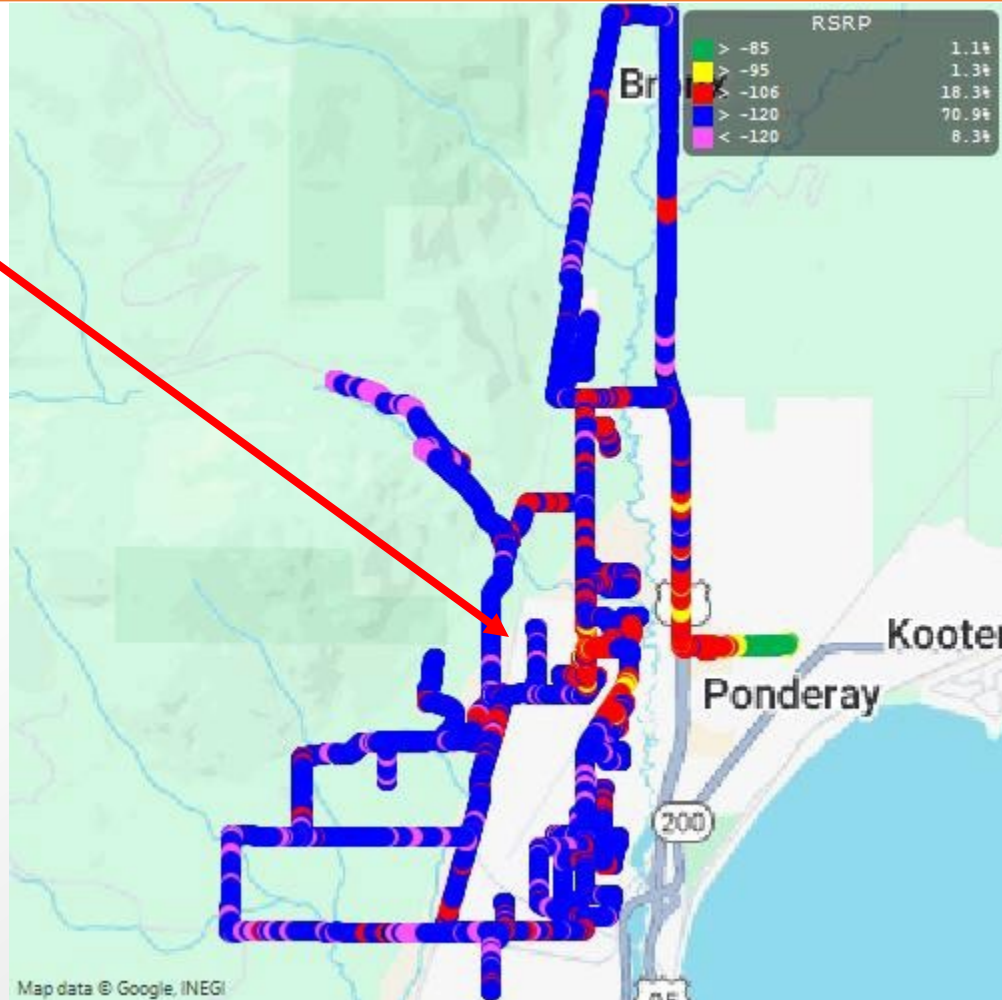 RSRP
> -85 1.1%
> -95 1.3%
> -106 18.3%
> -120 70.9%
< -120 8.3%
Kooter
Ponderay
200
Map data © Google, INEGI